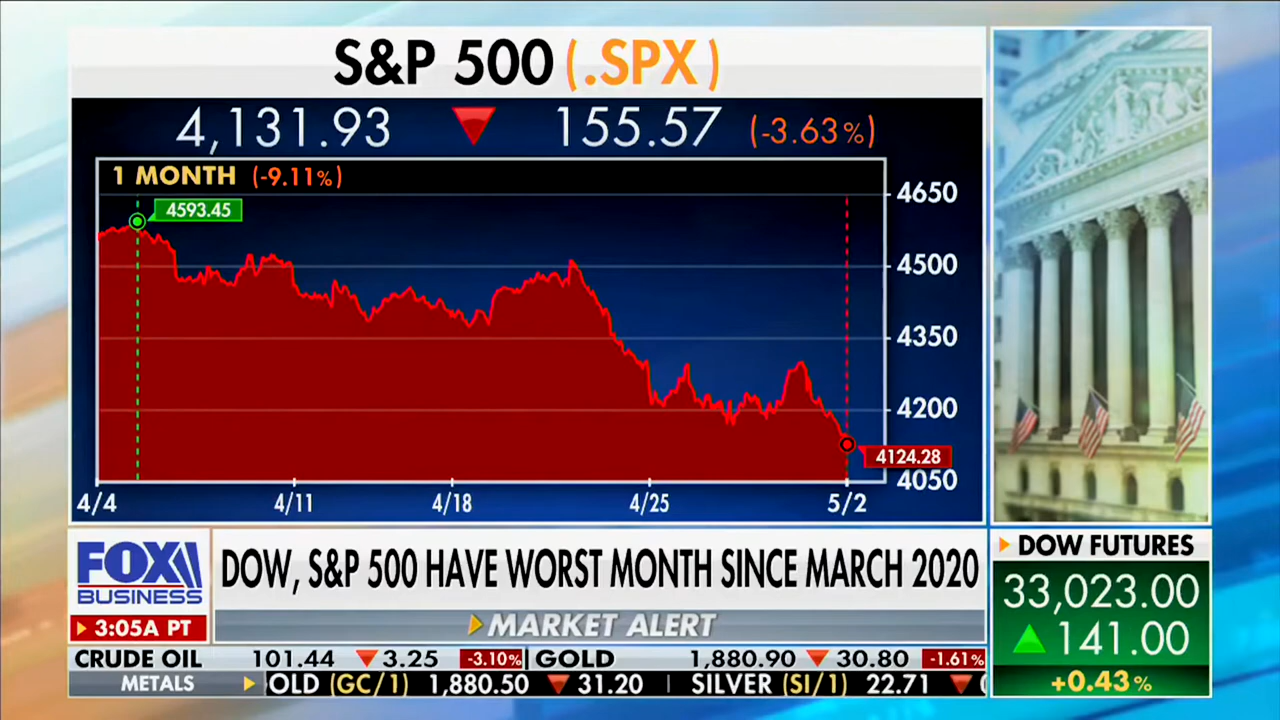 S&P 500 (.SPX)
4,131.93 ▼ 155.57 (-3.63%)
1 MONTH (-9.11%)
4593.45
4650
4500
4350
4200
4124.28
4050
4/4 4/11 4/18 4/25 5/2
FOX
BUSINESS
3:05A PT
DOW, S&P 500 HAVE WORST MONTH SINCE MARCH 2020
MARKET ALERT
DOW FUTURES
33,023.00
▲ 141.00
+0.43%
CRUDE OIL 101.44 ▼ 3.25 -3.10% GOLD 1,880.90 ▼ 30.80 -1.61%
METALS OLD (GC/1) 1,880.50 ▼ 31.20 | SILVER (SI/1) 22.71 ▼